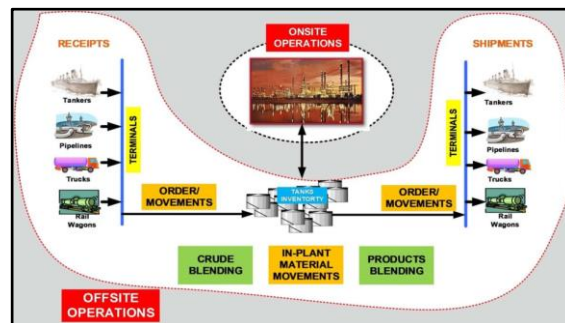 RECEIPTS
Tankers
Pipelines
Trucks
Rail
Wagons
TERMINALS
ORDER/
MOVEMENTS
ONSITE
OPERATIONS
TANKS
INVENTORTY
ORDER/
MOVEMENTS
SHIPMENTS
TERMINALS
Tankers
Pipelines
Trucks
Rail
Wagons
CRUDE
BLENDING
IN-PLANT
MATERIAL
MOVEMENTS
PRODUCTS
BLENDING
OFFSITE
OPERATIONS